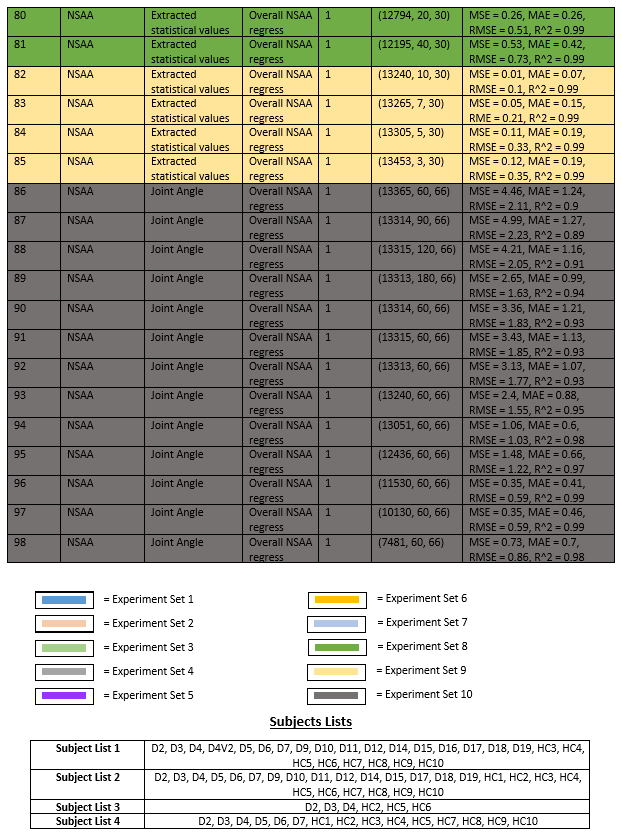 80 NSAA Extracted statistical values Overall NSAA regress 1 (12794, 20, 30) MSE = 0.26, MAE = 0.26, RMSE = 0.51, R^2 = 0.99
81 NSAA Extracted statistical values Overall NSAA regress 1 (12195, 40, 30) MSE = 0.53, MAE = 0.42, RMSE = 0.73, R^2 = 0.99
82 NSAA Extracted statistical values Overall NSAA regress 1 (13240, 10, 30) MSE = 0.01, MAE = 0.07, RMSE = 0.1, R^2 = 0.99
83 NSAA Extracted statistical values Overall NSAA regress 1 (13265, 7, 30) MSE = 0.05, MAE = 0.15, RME = 0.21, R^2 = 0.99
84 NSAA Extracted statistical values Overall NSAA regress 1 (13305, 5, 30) MSE = 0.11, MAE = 0.19, RMSE = 0.33, R^2 = 0.99
85 NSAA Extracted statistical values Overall NSAA regress 1 (13453, 3, 30) MSE = 0.12, MAE = 0.19, RMSE = 0.35, R^2 = 0.99
86 NSAA Joint Angle Overall NSAA regress 1 (13365, 60, 66) MSE = 4.46, MAE = 1.24, RMSE = 2.11, R^2 = 0.9
87 NSAA Joint Angle Overall NSAA regress 1 (13314, 90, 66) MSE = 4.99, MAE = 1.27, RMSE = 2.23, R^2 = 0.89
88 NSAA Joint Angle Overall NSAA regress 1 (13315, 120, 66) MSE = 4.21, MAE = 1.16, RMSE = 2.05, R^2 = 0.91
89 NSAA Joint Angle Overall NSAA regress 1 (13313, 180, 66) MSE = 2.65, MAE = 0.99, RMSE = 1.63, R^2 = 0.94
90 NSAA Joint Angle Overall NSAA regress 1 (13314, 60, 66) MSE = 3.36, MAE = 1.21, RMSE = 1.83, R^2 = 0.93
91 NSAA Joint Angle Overall NSAA regress 1 (13315, 60, 66) MSE = 3.43, MAE = 1.13, RMSE = 1.85, R^2 = 0.93
92 NSAA Joint Angle Overall NSAA regress 1 (13313, 60, 66) MSE = 3.13, MAE = 1.07, RMSE = 1.77, R^2 = 0.93
93 NSAA Joint Angle Overall NSAA regress 1 (13240, 60, 66) MSE = 2.4, MAE = 0.88, RMSE = 1.55, R^2 = 0.95
94 NSAA Joint Angle Overall NSAA regress 1 (13051, 60, 66) MSE = 1.06, MAE = 0.6, RMSE = 1.03, R^2 = 0.98
95 NSAA Joint Angle Overall NSAA regress 1 (12436, 60, 66) MSE = 1.48, MAE = 0.66, RMSE = 1.22, R^2 = 0.97
96 NSAA Joint Angle Overall NSAA regress 1 (11530, 60, 66) MSE = 0.35, MAE = 0.41, RMSE = 0.59, R^2 = 0.99
97 NSAA Joint Angle Overall NSAA regress 1 (10130, 60, 66) MSE = 0.35, MAE = 0.46, RMSE = 0.59, R^2 = 0.99
98 NSAA Joint Angle Overall NSAA regress 1 (7481, 60, 66) MSE = 0.73, MAE = 0.7, RMSE = 0.86, R^2 = 0.98
= Experiment Set 1
= Experiment Set 2
= Experiment Set 3
= Experiment Set 4
= Experiment Set 5
= Experiment Set 6
= Experiment Set 7
= Experiment Set 8
= Experiment Set 9
= Experiment Set 10
Subjects Lists
Subject List 1 D2, D3, D4, D4V2, D5, D6, D7, D9, D10, D11, D12, D14, D15, D16, D17, D18, D19, HC3, HC4,
HC5, HC6, HC7, HC8, HC9, HC10
Subject List 2 D2, D3, D4, D5, D6, D7, D9, D10, D11, D12, D14, D15, D17, D18, D19, HC1, HC2, HC3, HC4,
HC5, HC6, HC7, HC8, HC9, HC10
Subject List 3 D2, D3, D4, HC2, HC5, HC6
Subject List 4 D2, D3, D4, D5, D6, D7, HC1, HC2, HC3, HC4, HC5, HC7, HC8, HC9, HC10